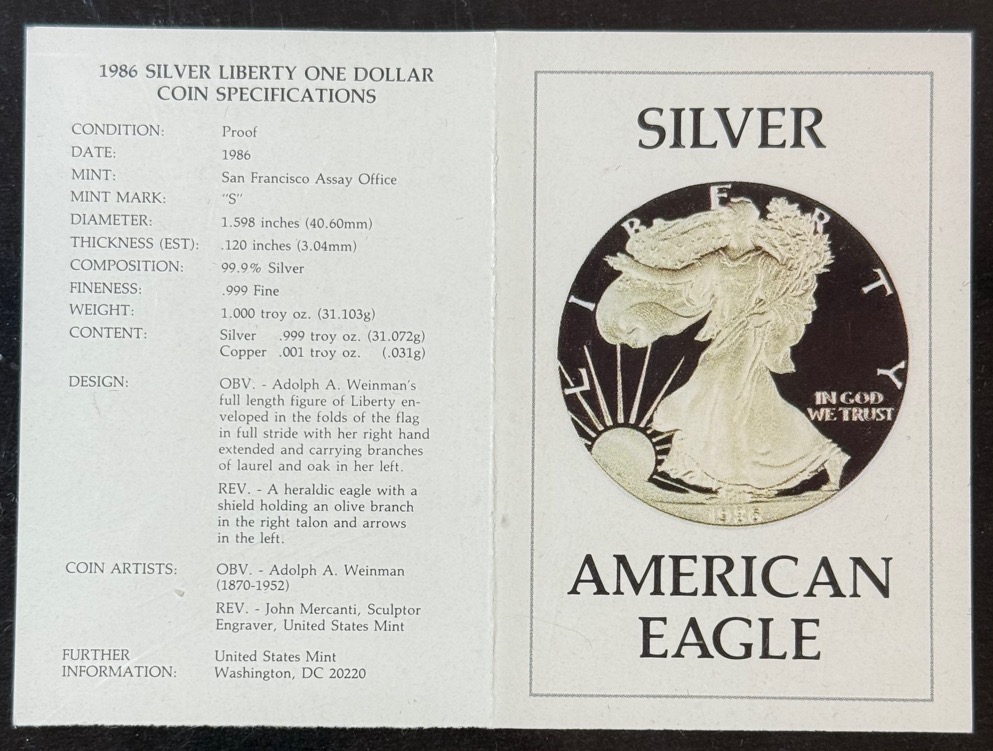 1986 SILVER LIBERTY ONE DOLLAR
COIN SPECIFICATIONS
CONDITION: Proof
DATE: 1986
MINT: San Francisco Assay Office
MINT MARK: "S"
DIAMETER: 1.598 inches (40.60mm)
THICKNESS (EST): .120 inches (3.04mm)
COMPOSITION: 99.9% Silver
FINENESS: .999 Fine
WEIGHT: 1.000 troy oz. (31.103g)
CONTENT: Silver .999 troy oz. (31.072g)
Copper .001 troy oz. (.031g)
DESIGN: OBV. - Adolph A. Weinman's
full length figure of Liberty en-
veloped in the folds of the flag
in full stride with her right hand
extended and carrying branches
of laurel and oak in her left.
REV. - A heraldic eagle with a
shield holding an olive branch
in the right talon and arrows
in the left.
COIN ARTISTS: OBV. - Adolph A. Weinman
(1870-1952)
REV. - John Mercanti, Sculptor
Engraver, United States Mint
FURTHER United States Mint
INFORMATION: Washington, DC 20220
SILVER
LIBERTY
IN GOD
WE TRUST
1986
AMERICAN
EAGLE